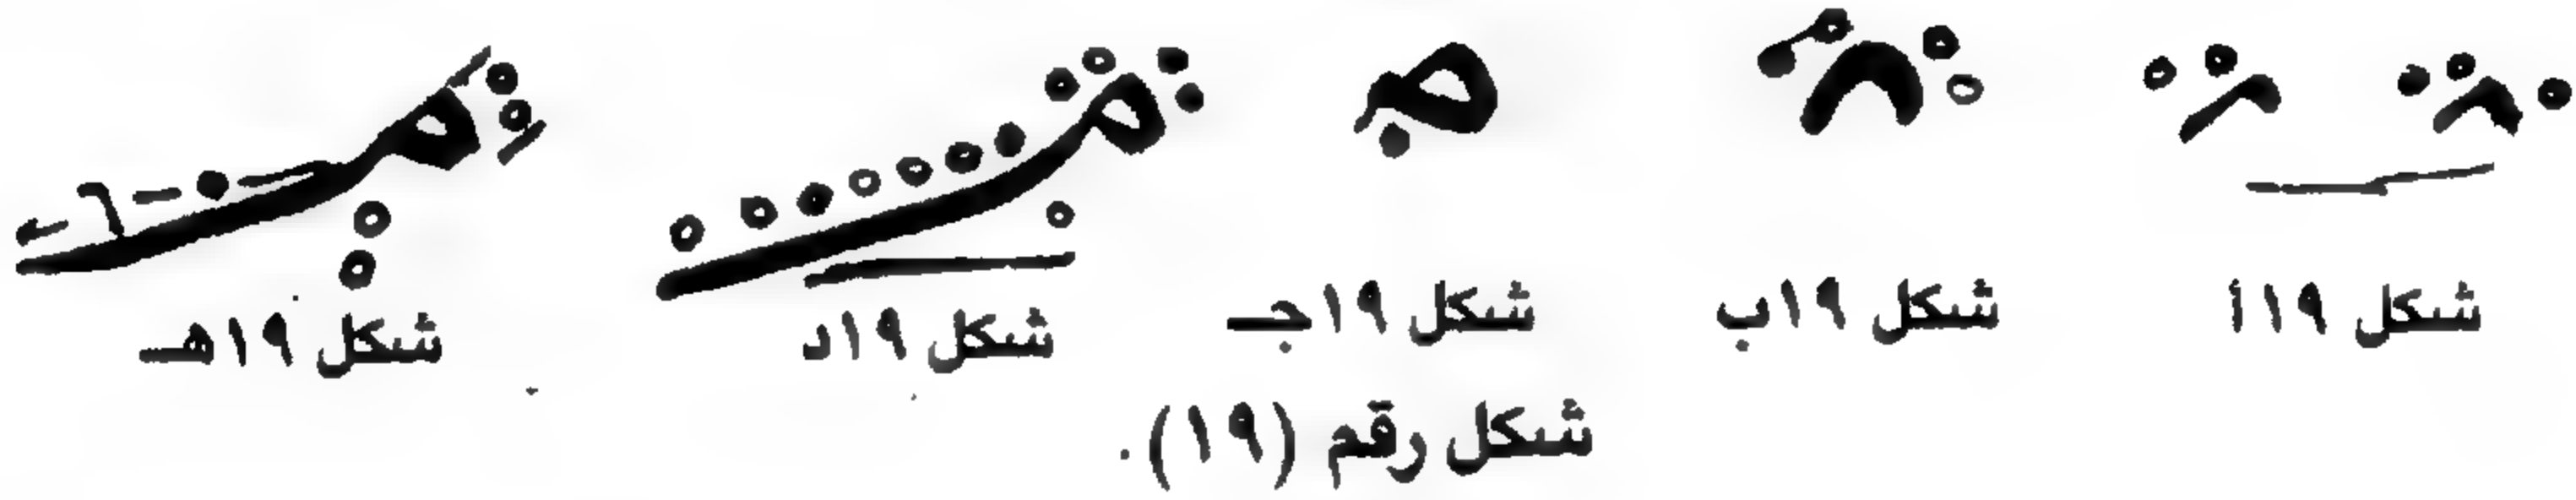 شكل ١٩أ
شكل ١٩ب
شكل ١٩جـ
شكل ١٩د
شكل ١٩هـ
شكل رقم (١٩).